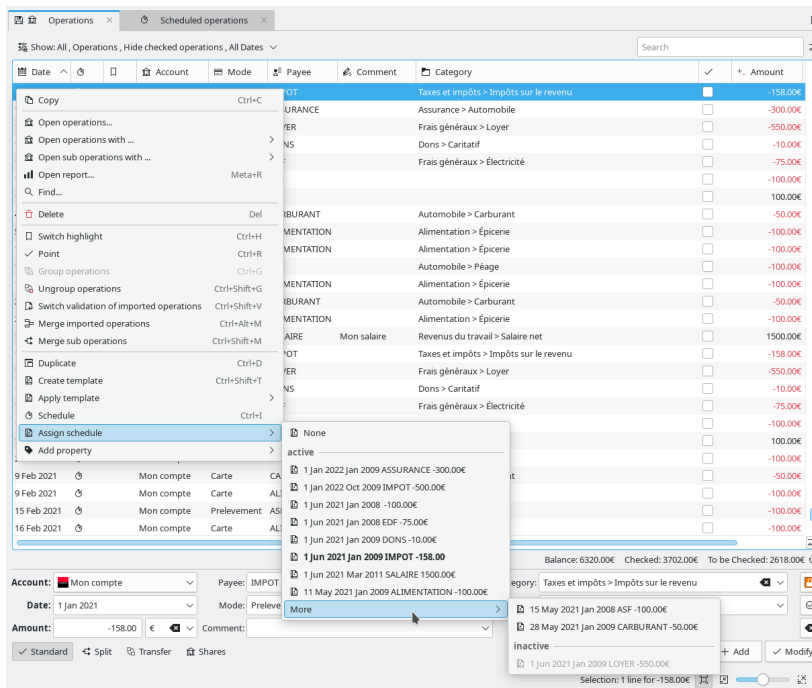 Operations
Scheduled operations
Show: All , Operations , Hide checked operations , All Dates
Search
Date Account Mode Payee Comment Category Amount
POT Taxes et impôts > Impôts sur le revenu -158.00€
URANCE Assurance > Automobile -300.00€
YER Frais généraux > Loyer -550.00€
NS Dons > Caritatif -10.00€
Frais généraux > Électricité -75.00€
-100.00€
100.00€
RBURANT Automobile > Carburant -50.00€
MENTATION Alimentation > Épicerie -100.00€
MENTATION Alimentation > Épicerie -100.00€
Automobile > Péage -100.00€
MENTATION Alimentation > Épicerie -100.00€
RBURANT Automobile > Carburant -50.00€
MENTATION Alimentation > Épicerie -100.00€
AIRE Mon salaire Revenus du travail > Salaire net 1500.00€
POT Taxes et impôts > Impôts sur le revenu -158.00€
YER Frais généraux > Loyer -550.00€
NS Dons > Caritatif -10.00€
Frais généraux > Électricité -75.00€
-100.00€
100.00€
-100.00€
9 Feb 2021 Mon compte Carte CA nt -50.00€
9 Feb 2021 Mon compte Carte AL -100.00€
15 Feb 2021 Mon compte Prelevement AS -100.00€
16 Feb 2021 Mon compte Carte AL -100.00€
Copy Ctrl+C
Open operations...
Open operations with ...
Open sub operations with ...
Open report... Meta+R
Find...
Delete Del
Switch highlight Ctrl+H
Point Ctrl+R
Group operations Ctrl+G
Ungroup operations Ctrl+Shift+G
Switch validation of imported operations Ctrl+Shift+V
Merge imported operations Ctrl+Alt+M
Merge sub operations Ctrl+Shift+M
Duplicate Ctrl+D
Create template Ctrl+Shift+T
Apply template
Schedule Ctrl+I
Assign schedule
Add property
None
active
1 Jan 2022 Jan 2009 ASSURANCE -300.00€
1 Jan 2022 Oct 2009 IMPOT -500.00€
1 Jun 2021 Jan 2008 -100.00€
1 Jun 2021 Jan 2008 EDF -75.00€
1 Jun 2021 Jan 2009 DONS -10.00€
1 Jun 2021 Jan 2009 IMPOT -158.00
1 Jun 2021 Mar 2011 SALAIRE 1500.00€
11 May 2021 Jan 2009 ALIMENTATION -100.00€
More
15 May 2021 Jan 2008 ASF -100.00€
28 May 2021 Jan 2009 CARBURANT -50.00€
inactive
1 Jun 2021 Jan 2009 LOYER -550.00€
Balance: 6320.00€ Checked: 3702.00€ To be Checked: 2618.00€
Account: Mon compte Payee: IMPOT egory: Taxes et impôts > Impôts sur le revenu
Date: 1 Jan 2021 Mode: Preleve
Amount: -158.00 € Comment:
Standard Split Transfer Shares Add Modify
Selection: 1 line for -158.00€